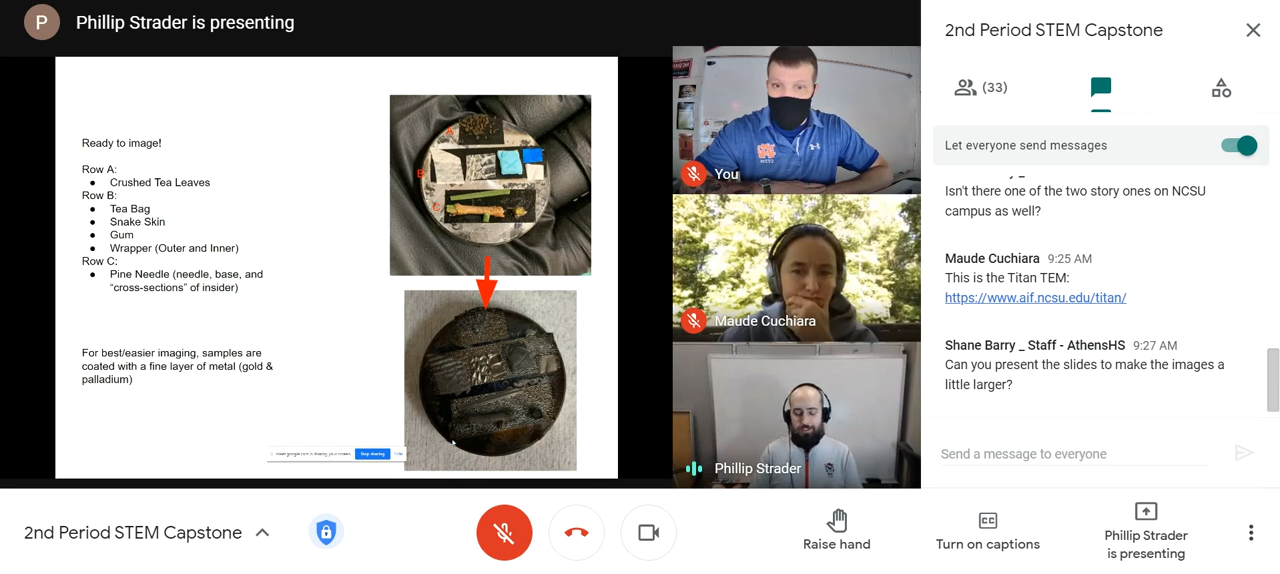 P
Phillip Strader is presenting
Ready to image!
Row A:
● Crushed Tea Leaves
Row B:
● Tea Bag
● Snake Skin
● Gum
● Wrapper (Outer and Inner)
Row C:
● Pine Needle (needle, base, and
"cross-sections" of insider)
For best/easier imaging, samples are
coated with a fine layer of metal (gold &
palladium)
Stop sharing
You
Maude Cuchiara
Phillip Strader
2nd Period STEM Capstone
(33)
Let everyone send messages
Isn't there one of the two story ones on NCSU
campus as well?
Maude Cuchiara 9:25 AM
This is the Titan TEM:
https://www.aif.ncsu.edu/titan/
Shane Barry _ Staff - AthensHS 9:27 AM
Can you present the slides to make the images a
little larger?
Send a message to everyone
2nd Period STEM Capstone
Raise hand
CC
Turn on captions
Phillip Strader
is presenting